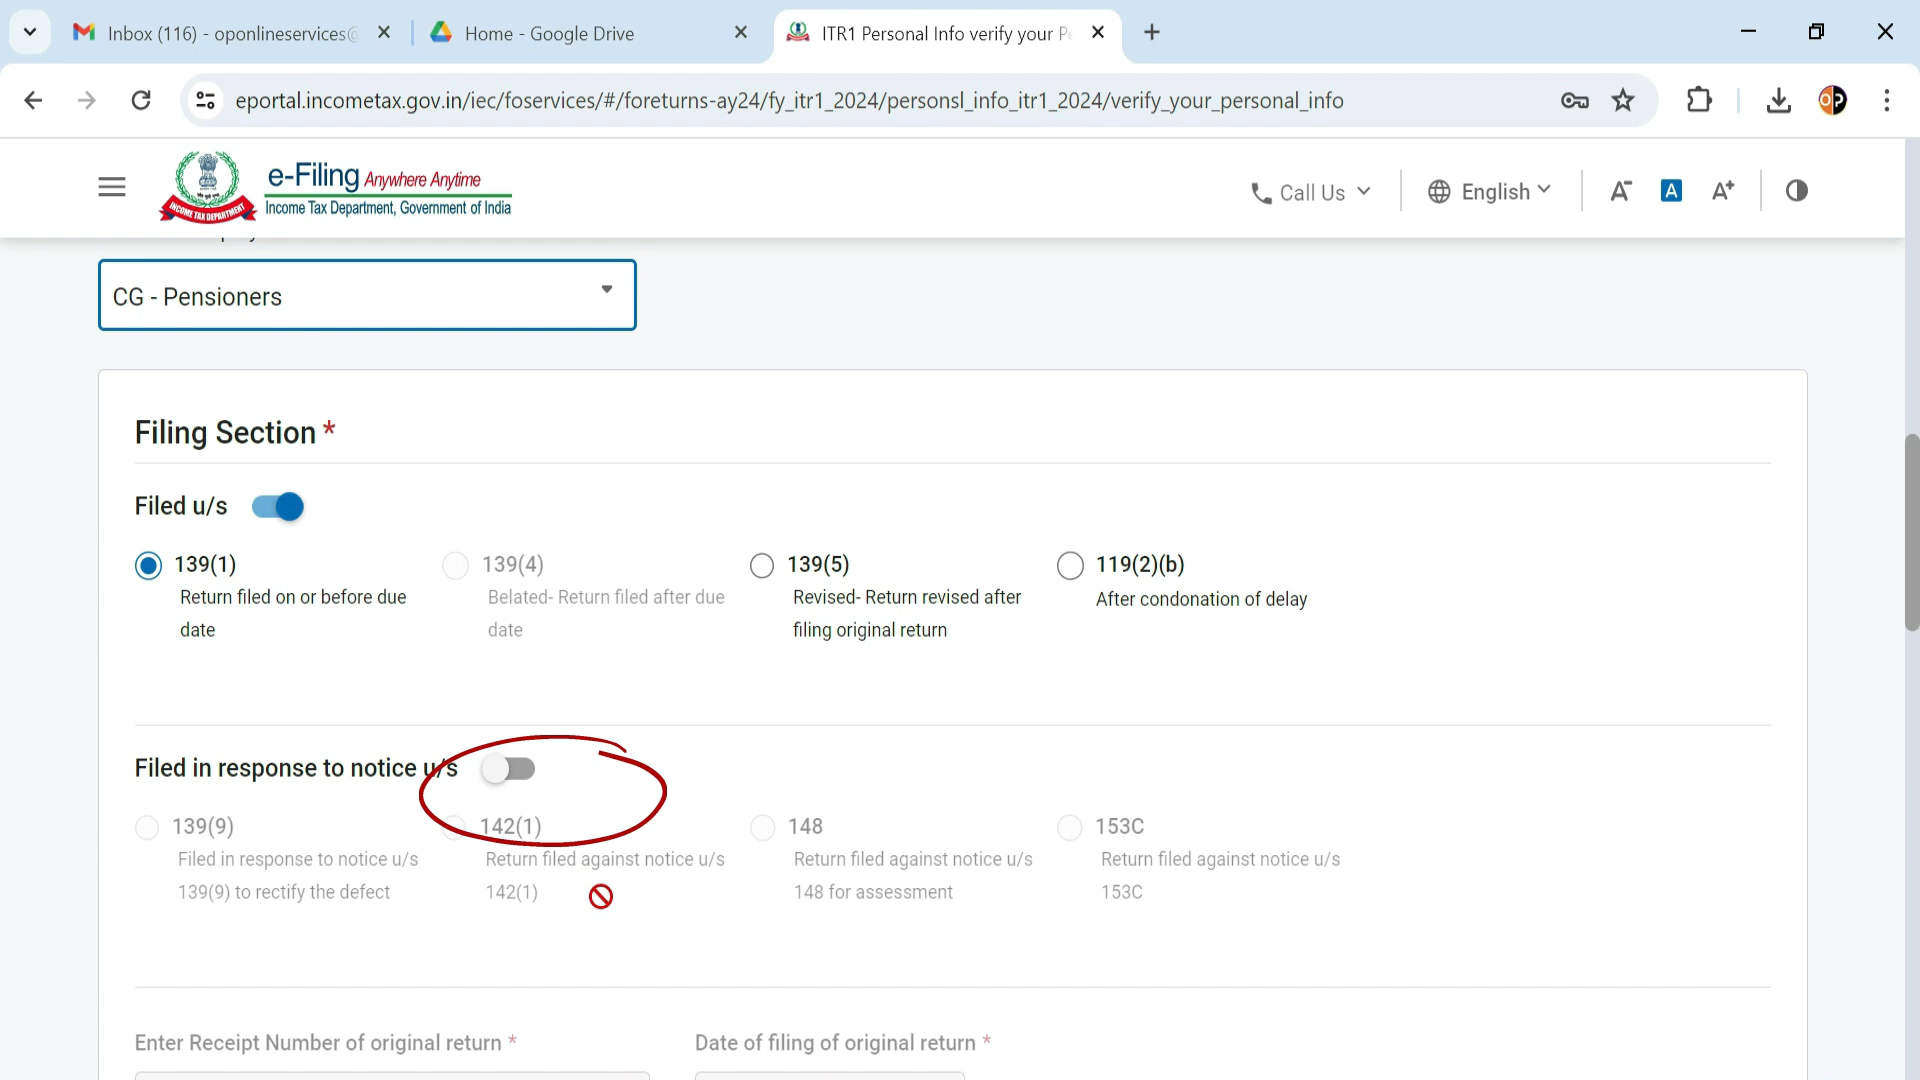 Inbox (116) - oponlineservices@
Home - Google Drive
ITR1 Personal Info verify your Pe
eportal.incometax.gov.in/iec/foservices/#/foreturns-ay24/fy_itr1_2024/personsl_info_itr1_2024/verify_your_personal_info
OP
e-Filing Anywhere Anytime
Income Tax Department, Government of India
INCOME TAX DEPARTMENT
Call Us
English
A-
A
A+
CG - Pensioners
Filing Section *
Filed u/s
139(1)
Return filed on or before due
date
139(4)
Belated- Return filed after due
date
139(5)
Revised- Return revised after
filing original return
119(2)(b)
After condonation of delay
Filed in response to notice u/s
139(9)
Filed in response to notice u/s
139(9) to rectify the defect
142(1)
Return filed against notice u/s
142(1)
148
Return filed against notice u/s
148 for assessment
153C
Return filed against notice u/s
153C
Enter Receipt Number of original return *
Date of filing of original return *